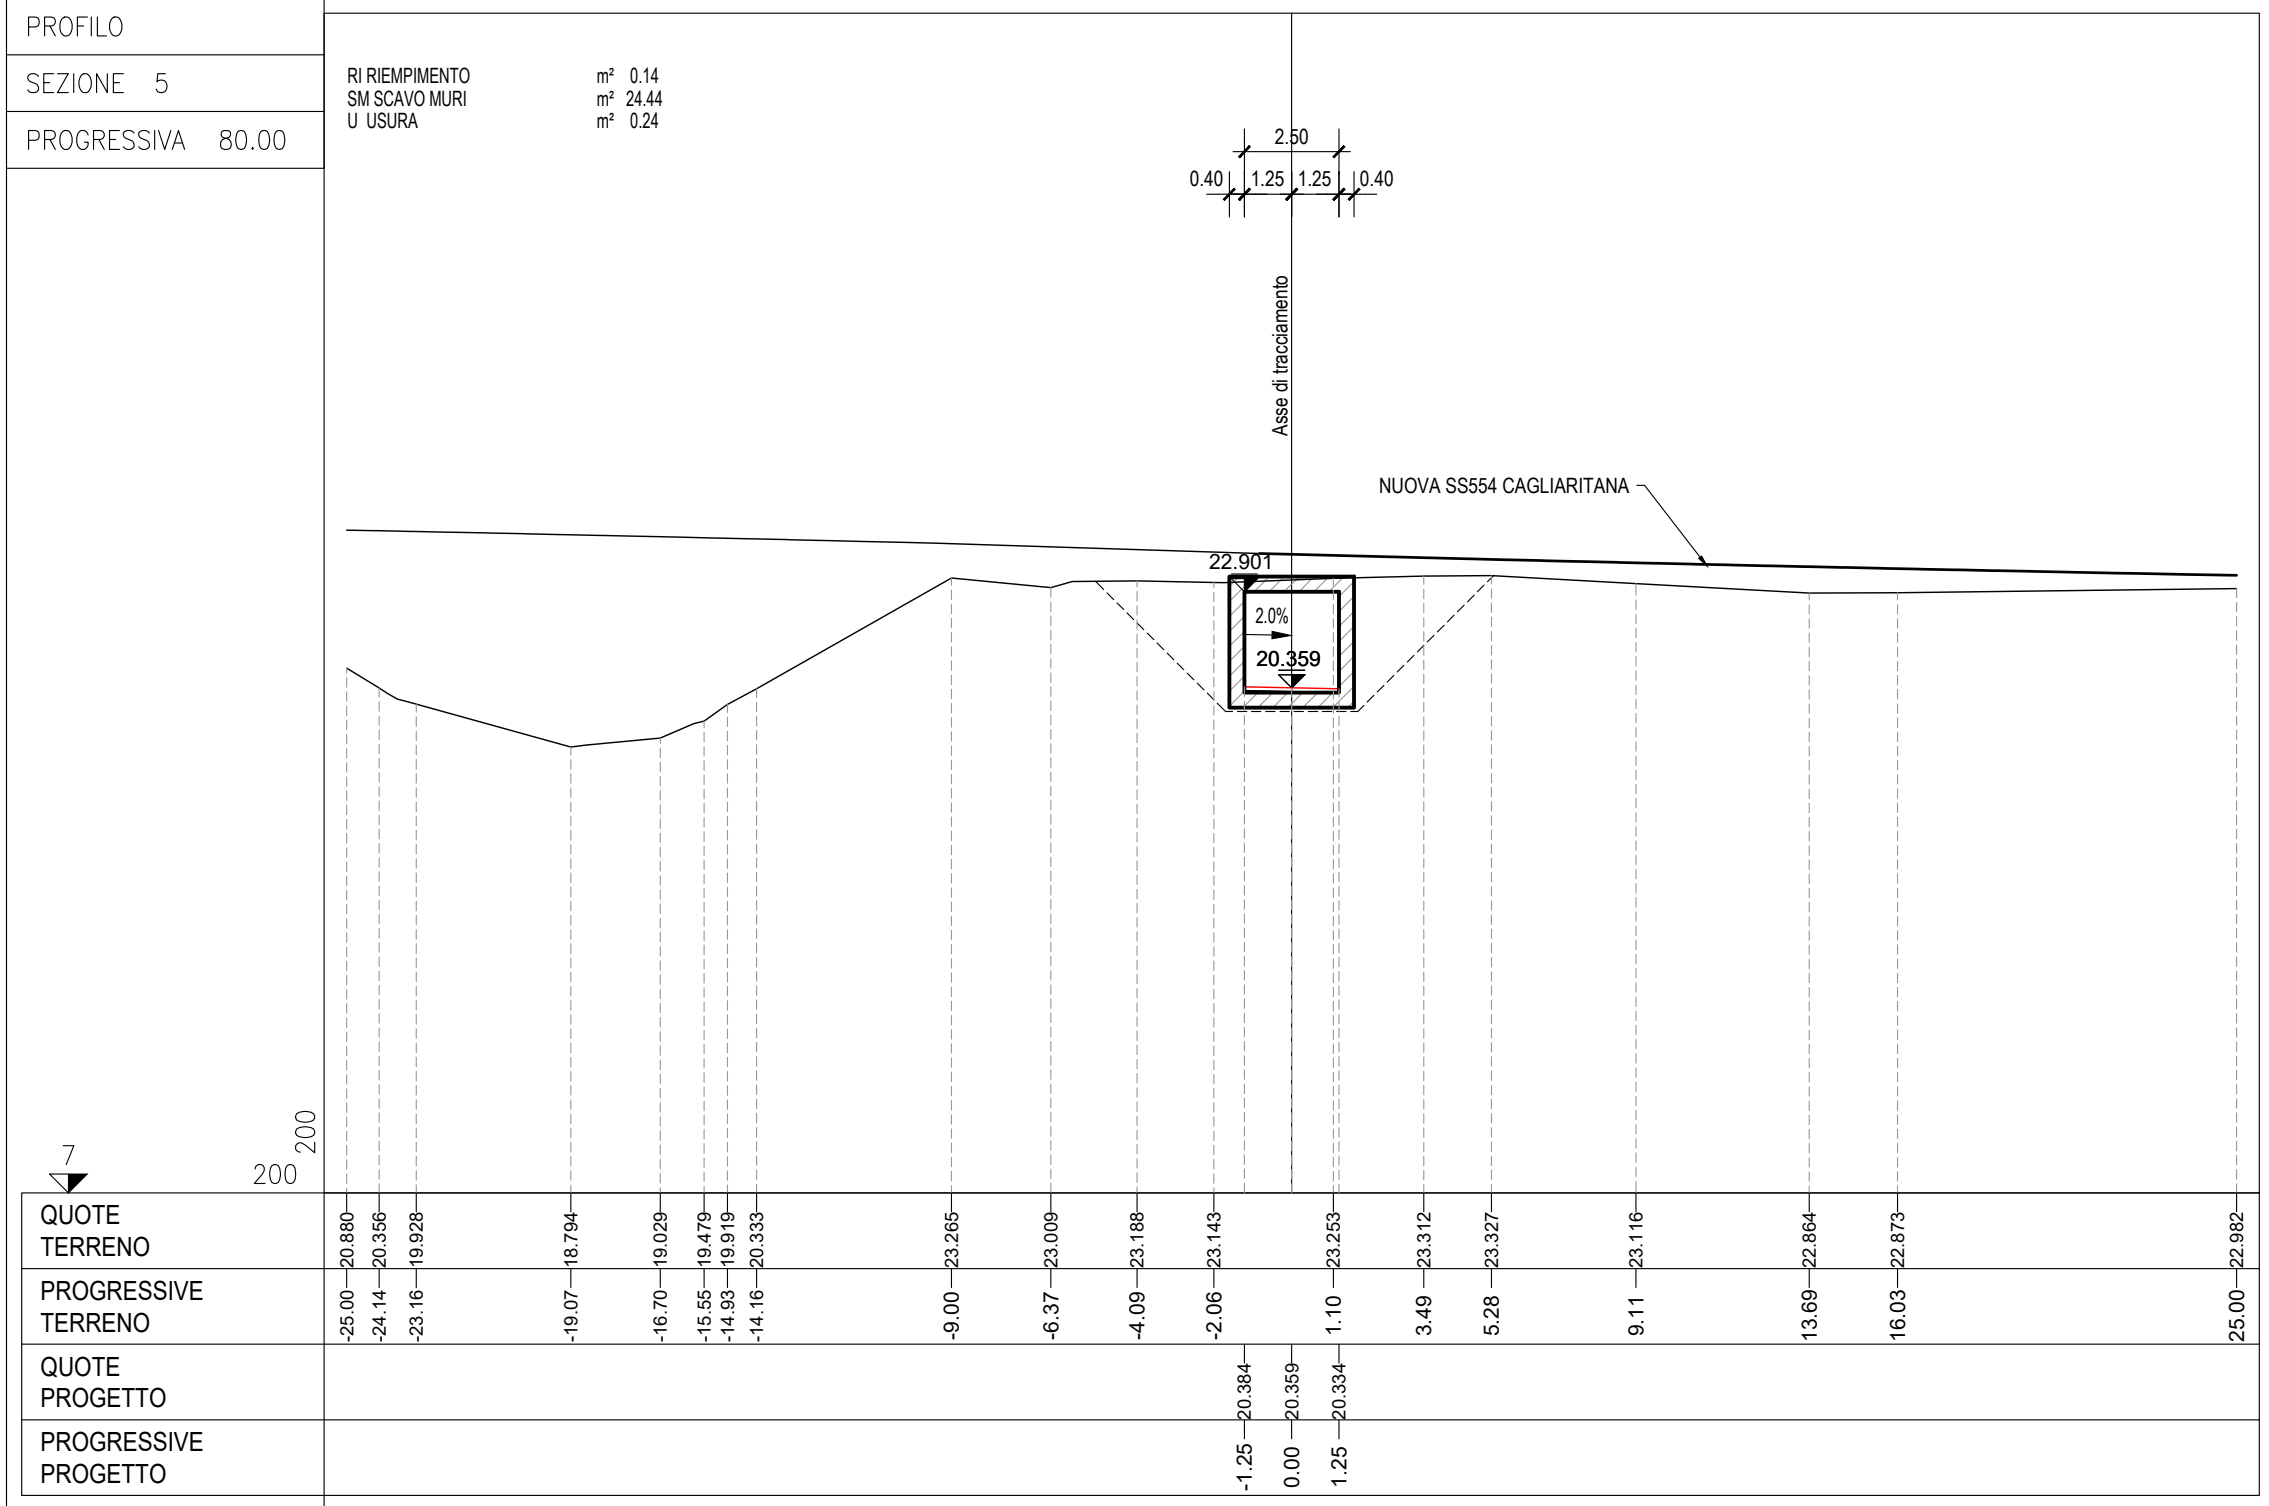 PROFILO
SEZIONE 5
PROGRESSIVA 80.00
RI RIEMPIMENTO m² 0.14
SM SCAVO MURI m² 24.44
U USURA m² 0.24
2.50
0.40 1.25 1.25 0.40
Asse di tracciamento
NUOVA SS554 CAGLIARITANA
22.901
2.0%
20.359
200
7
200
QUOTE
TERRENO
20.880 20.356 19.928 18.794 19.029 19.479 19.919 20.333 23.265 23.009 23.188 23.143 23.253 23.312 23.327 23.116 22.864 22.873 22.982
PROGRESSIVE
TERRENO
-25.00 -24.14 -23.16 -19.07 -16.70 -15.55 -14.93 -14.16 -9.00 -6.37 -4.09 -2.06 1.10 3.49 5.28 9.11 13.69 16.03 25.00
QUOTE
PROGETTO
20.384 20.359 20.334
PROGRESSIVE
PROGETTO
-1.25 0.00 1.25